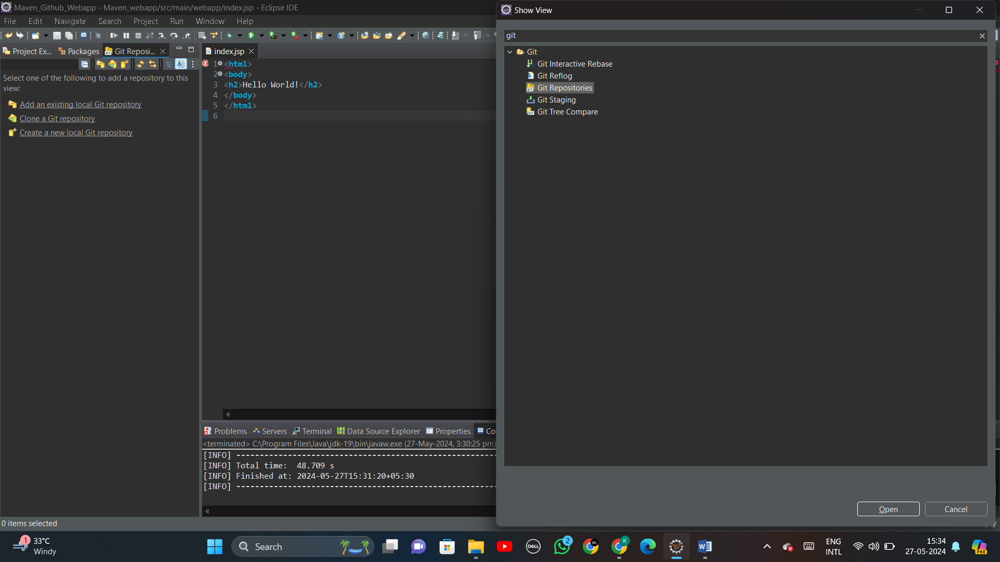 Maven_Github_Webapp - Maven_webapp/src/main/webapp/index.jsp - Eclipse IDE
File Edit Navigate Search Project Run Window Help
Project Ex... Packages Git Reposi...
Select one of the following to add a repository to this
view:
Add an existing local Git repository
Clone a Git repository
Create a new local Git repository
index.jsp
1 <html>
2 <body>
3 <h2>Hello World!</h2>
4 </body>
5 </html>
6
Problems Servers Terminal Data Source Explorer Properties Co
<terminated> C:\Program Files\Java\jdk-19\bin\javaw.exe (27-May-2024, 3:30:25 pm)
[INFO] --------------------------------------------------------
[INFO] Total time:  48.709 s
[INFO] Finished at: 2024-05-27T15:31:20+05:30
[INFO] --------------------------------------------------------
0 items selected
Show View
git
Git
Git Interactive Rebase
Git Reflog
Git Repositories
Git Staging
Git Tree Compare
Open Cancel
1
33°C
Windy
Search
DELL
2
K
ENG
INTL
15:34
27-05-2024
PRE